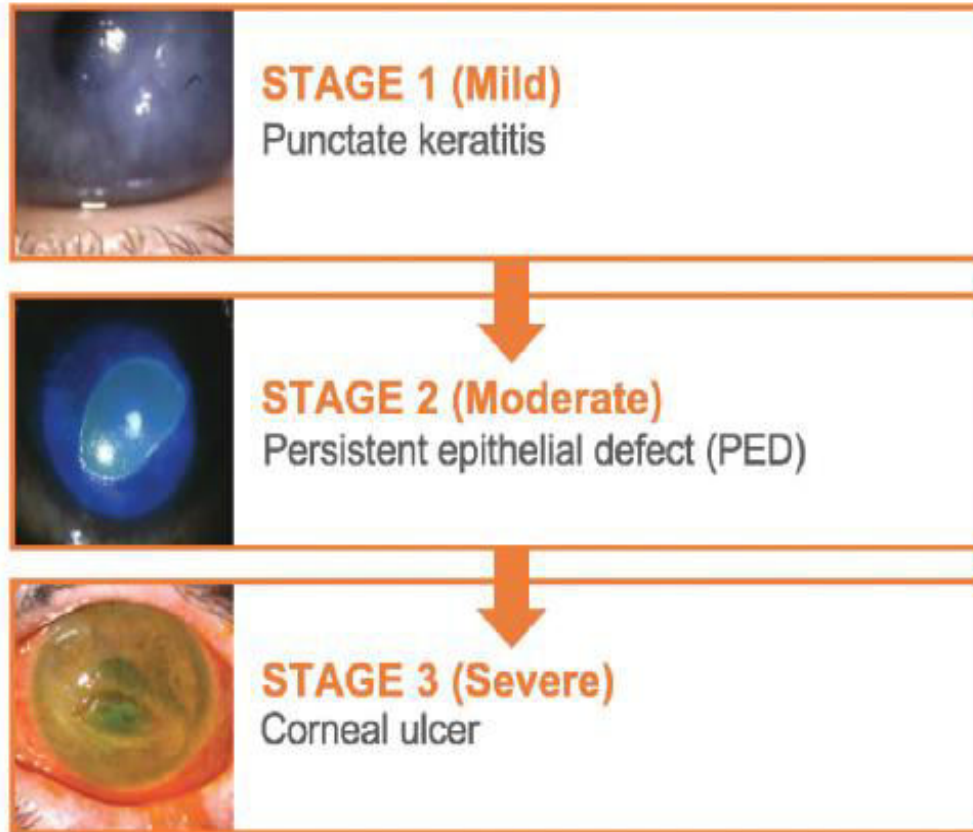 STAGE 1 (Mild)
Punctate keratitis
STAGE 2 (Moderate)
Persistent epithelial defect (PED)
STAGE 3 (Severe)
Corneal ulcer